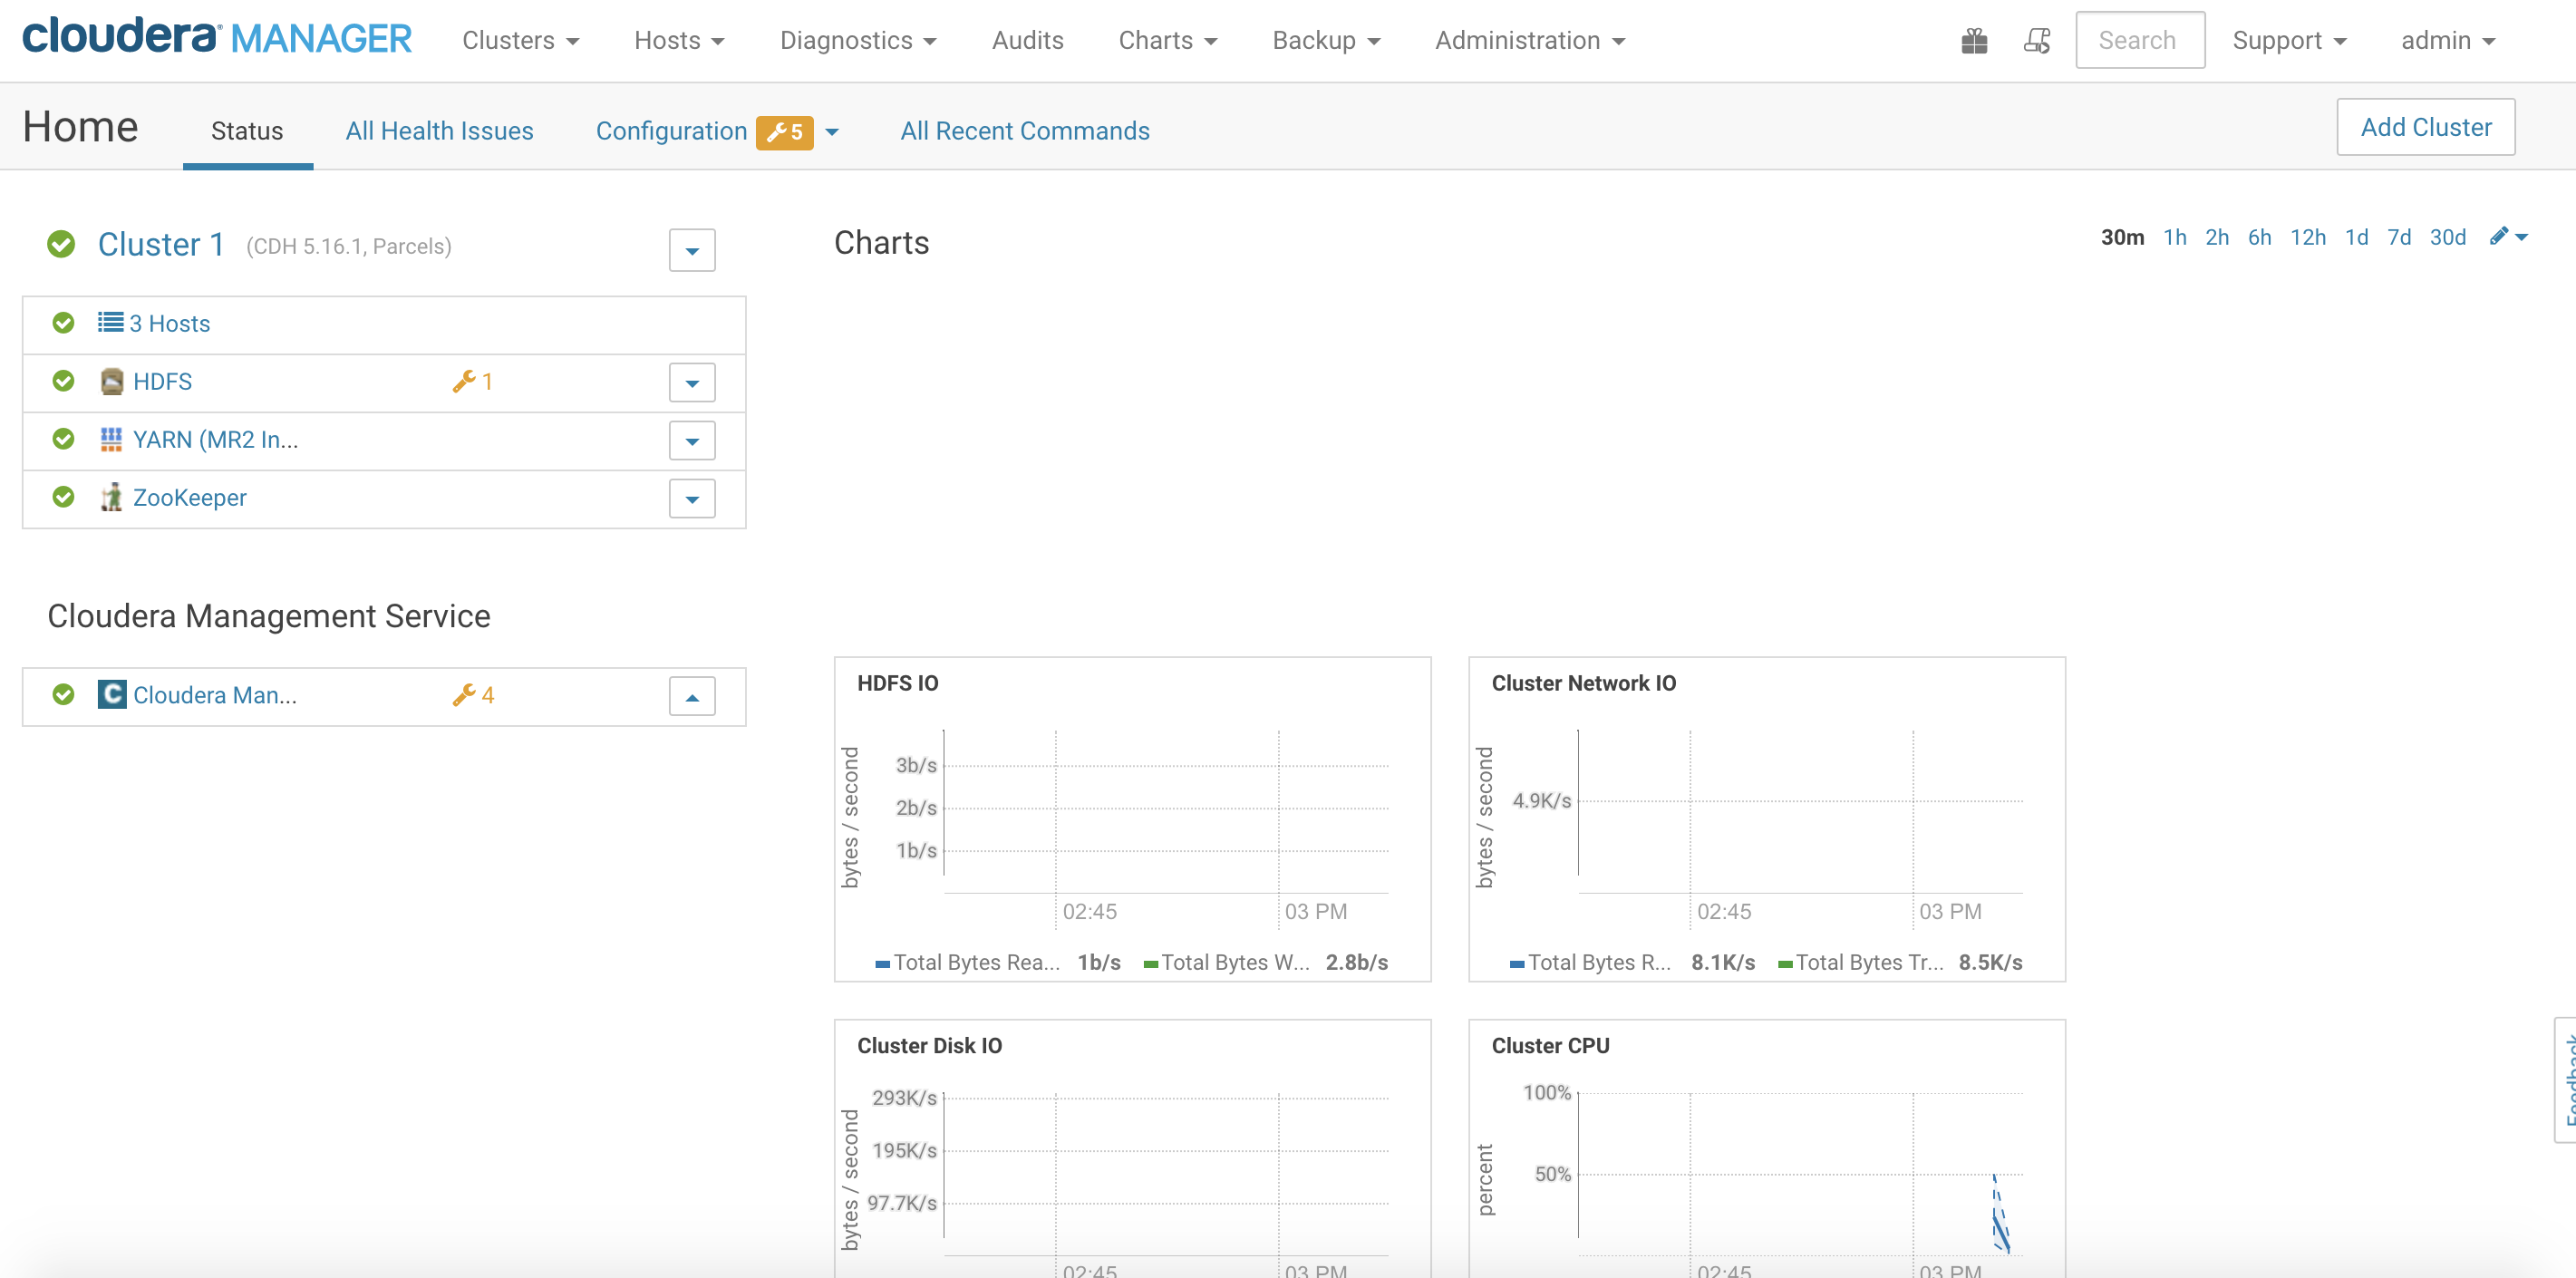 cloudera MANAGER Clusters Hosts Diagnostics Audits Charts Backup Administration Search Support admin
Home Status All Health Issues Configuration 5 All Recent Commands Add Cluster
Cluster 1 (CDH 5.16.1, Parcels)
3 Hosts
HDFS 1
YARN (MR2 In...
ZooKeeper
Cloudera Management Service
C Cloudera Man... 4
Charts
30m 1h 2h 6h 12h 1d 7d 30d
HDFS IO
bytes / second
3b/s
2b/s
1b/s
02:45 03 PM
Total Bytes Rea... 1b/s Total Bytes W... 2.8b/s
Cluster Network IO
bytes / second
4.9K/s
02:45 03 PM
Total Bytes R... 8.1K/s Total Bytes Tr... 8.5K/s
Cluster Disk IO
bytes / second
293K/s
195K/s
97.7K/s
02:45 03 PM
Cluster CPU
percent
100%
50%
02:45 03 PM
Feedback